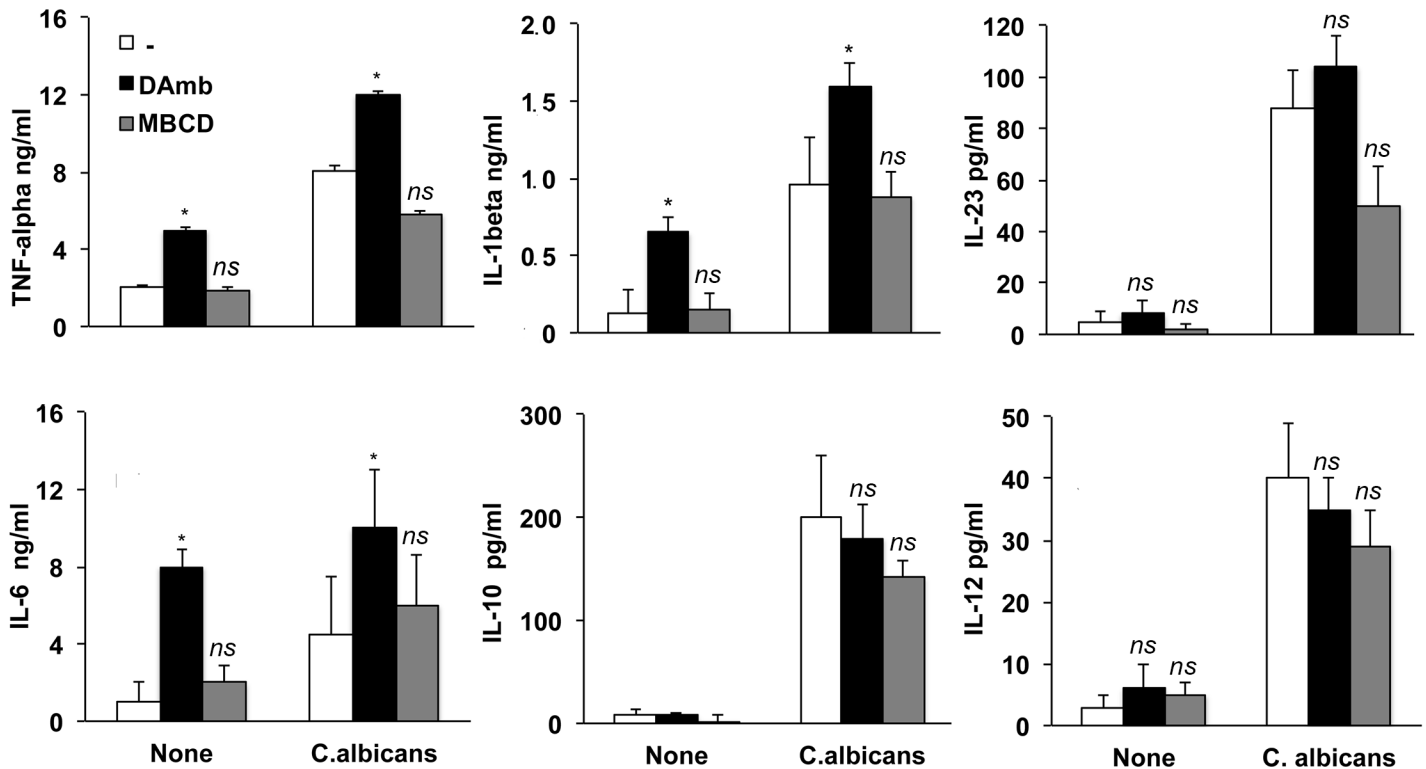 TNF-alpha ng/ml
16
12
8
4
0
-
DAmb
MBCD
*
ns
*
ns
IL-1beta ng/ml
2.0
1.5
1.0
0.5
0
*
ns
*
ns
IL-23 pg/ml
120
100
80
60
40
20
0
ns
ns
ns
ns
IL-6 ng/ml
16
12
8
4
0
*
ns
*
ns
None
C.albicans
IL-10 pg/ml
300
200
100
0
ns
ns
None
C.albicans
IL-12 pg/ml
50
40
30
20
10
0
ns
ns
ns
ns
None
C. albicans